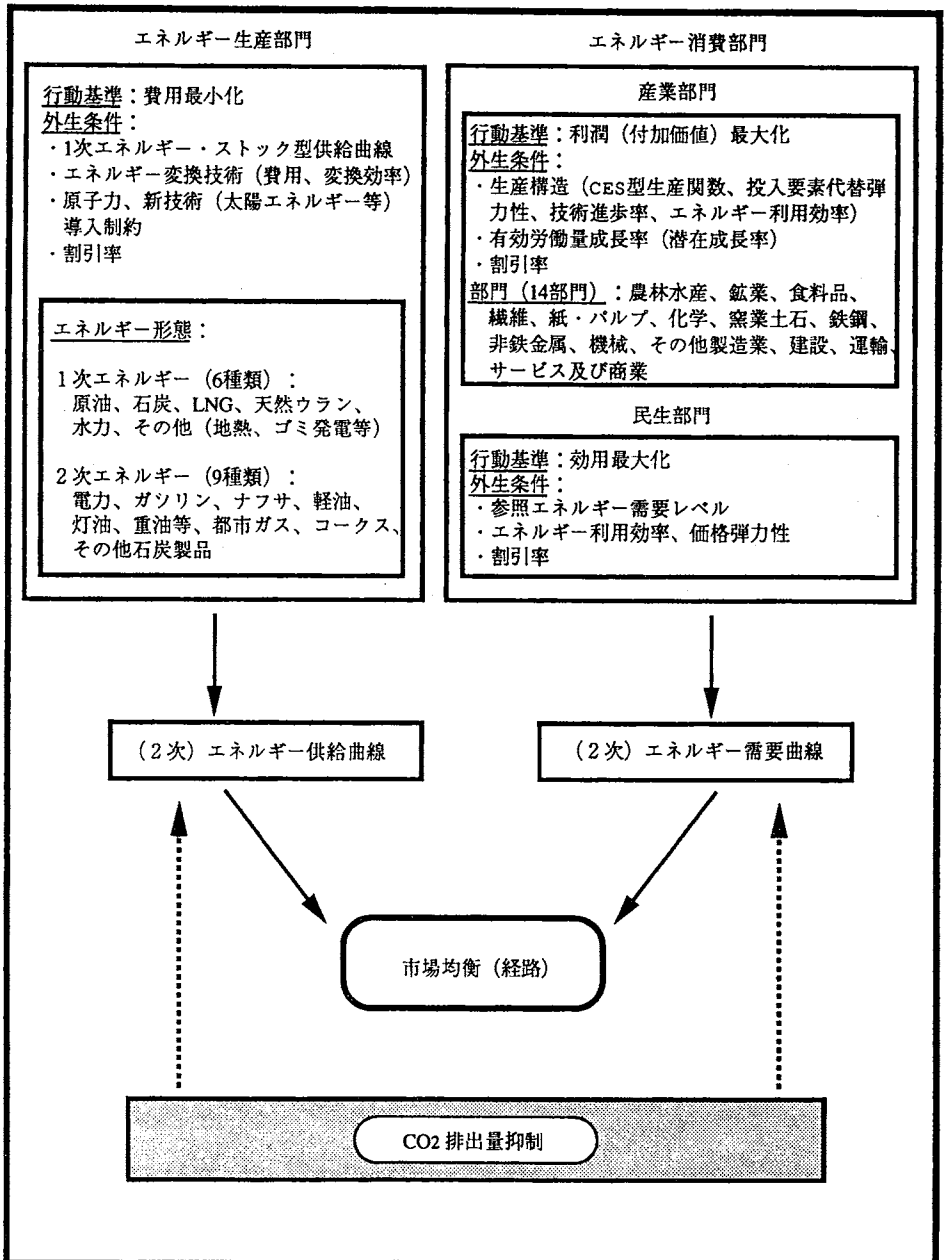 エネルギー生産部門
行動基準：費用最小化
外生条件：
・1次エネルギー・ストック型供給曲線
・エネルギー変換技術（費用、変換効率）
・原子力、新技術（太陽エネルギー等）
導入制約
・割引率
エネルギー形態：
1次エネルギー（6種類）：
原油、石炭、LNG、天然ウラン、
水力、その他（地熱、ゴミ発電等）
2次エネルギー（9種類）：
電力、ガソリン、ナフサ、軽油、
灯油、重油等、都市ガス、コークス、
その他石炭製品
エネルギー消費部門
産業部門
行動基準：利潤（付加価値）最大化
外生条件：
・生産構造（CES型生産関数、投入要素代替弾
力性、技術進歩率、エネルギー利用効率）
・有効労働量成長率（潜在成長率）
・割引率
部門（14部門）：農林水産、鉱業、食料品、
繊維、紙・パルプ、化学、窯業土石、鉄鋼、
非鉄金属、機械、その他製造業、建設、運輸、
サービス及び商業
民生部門
行動基準：効用最大化
外生条件：
・参照エネルギー需要レベル
・エネルギー利用効率、価格弾力性
・割引率
（2次）エネルギー供給曲線
（2次）エネルギー需要曲線
市場均衡（経路）
CO2 排出量抑制